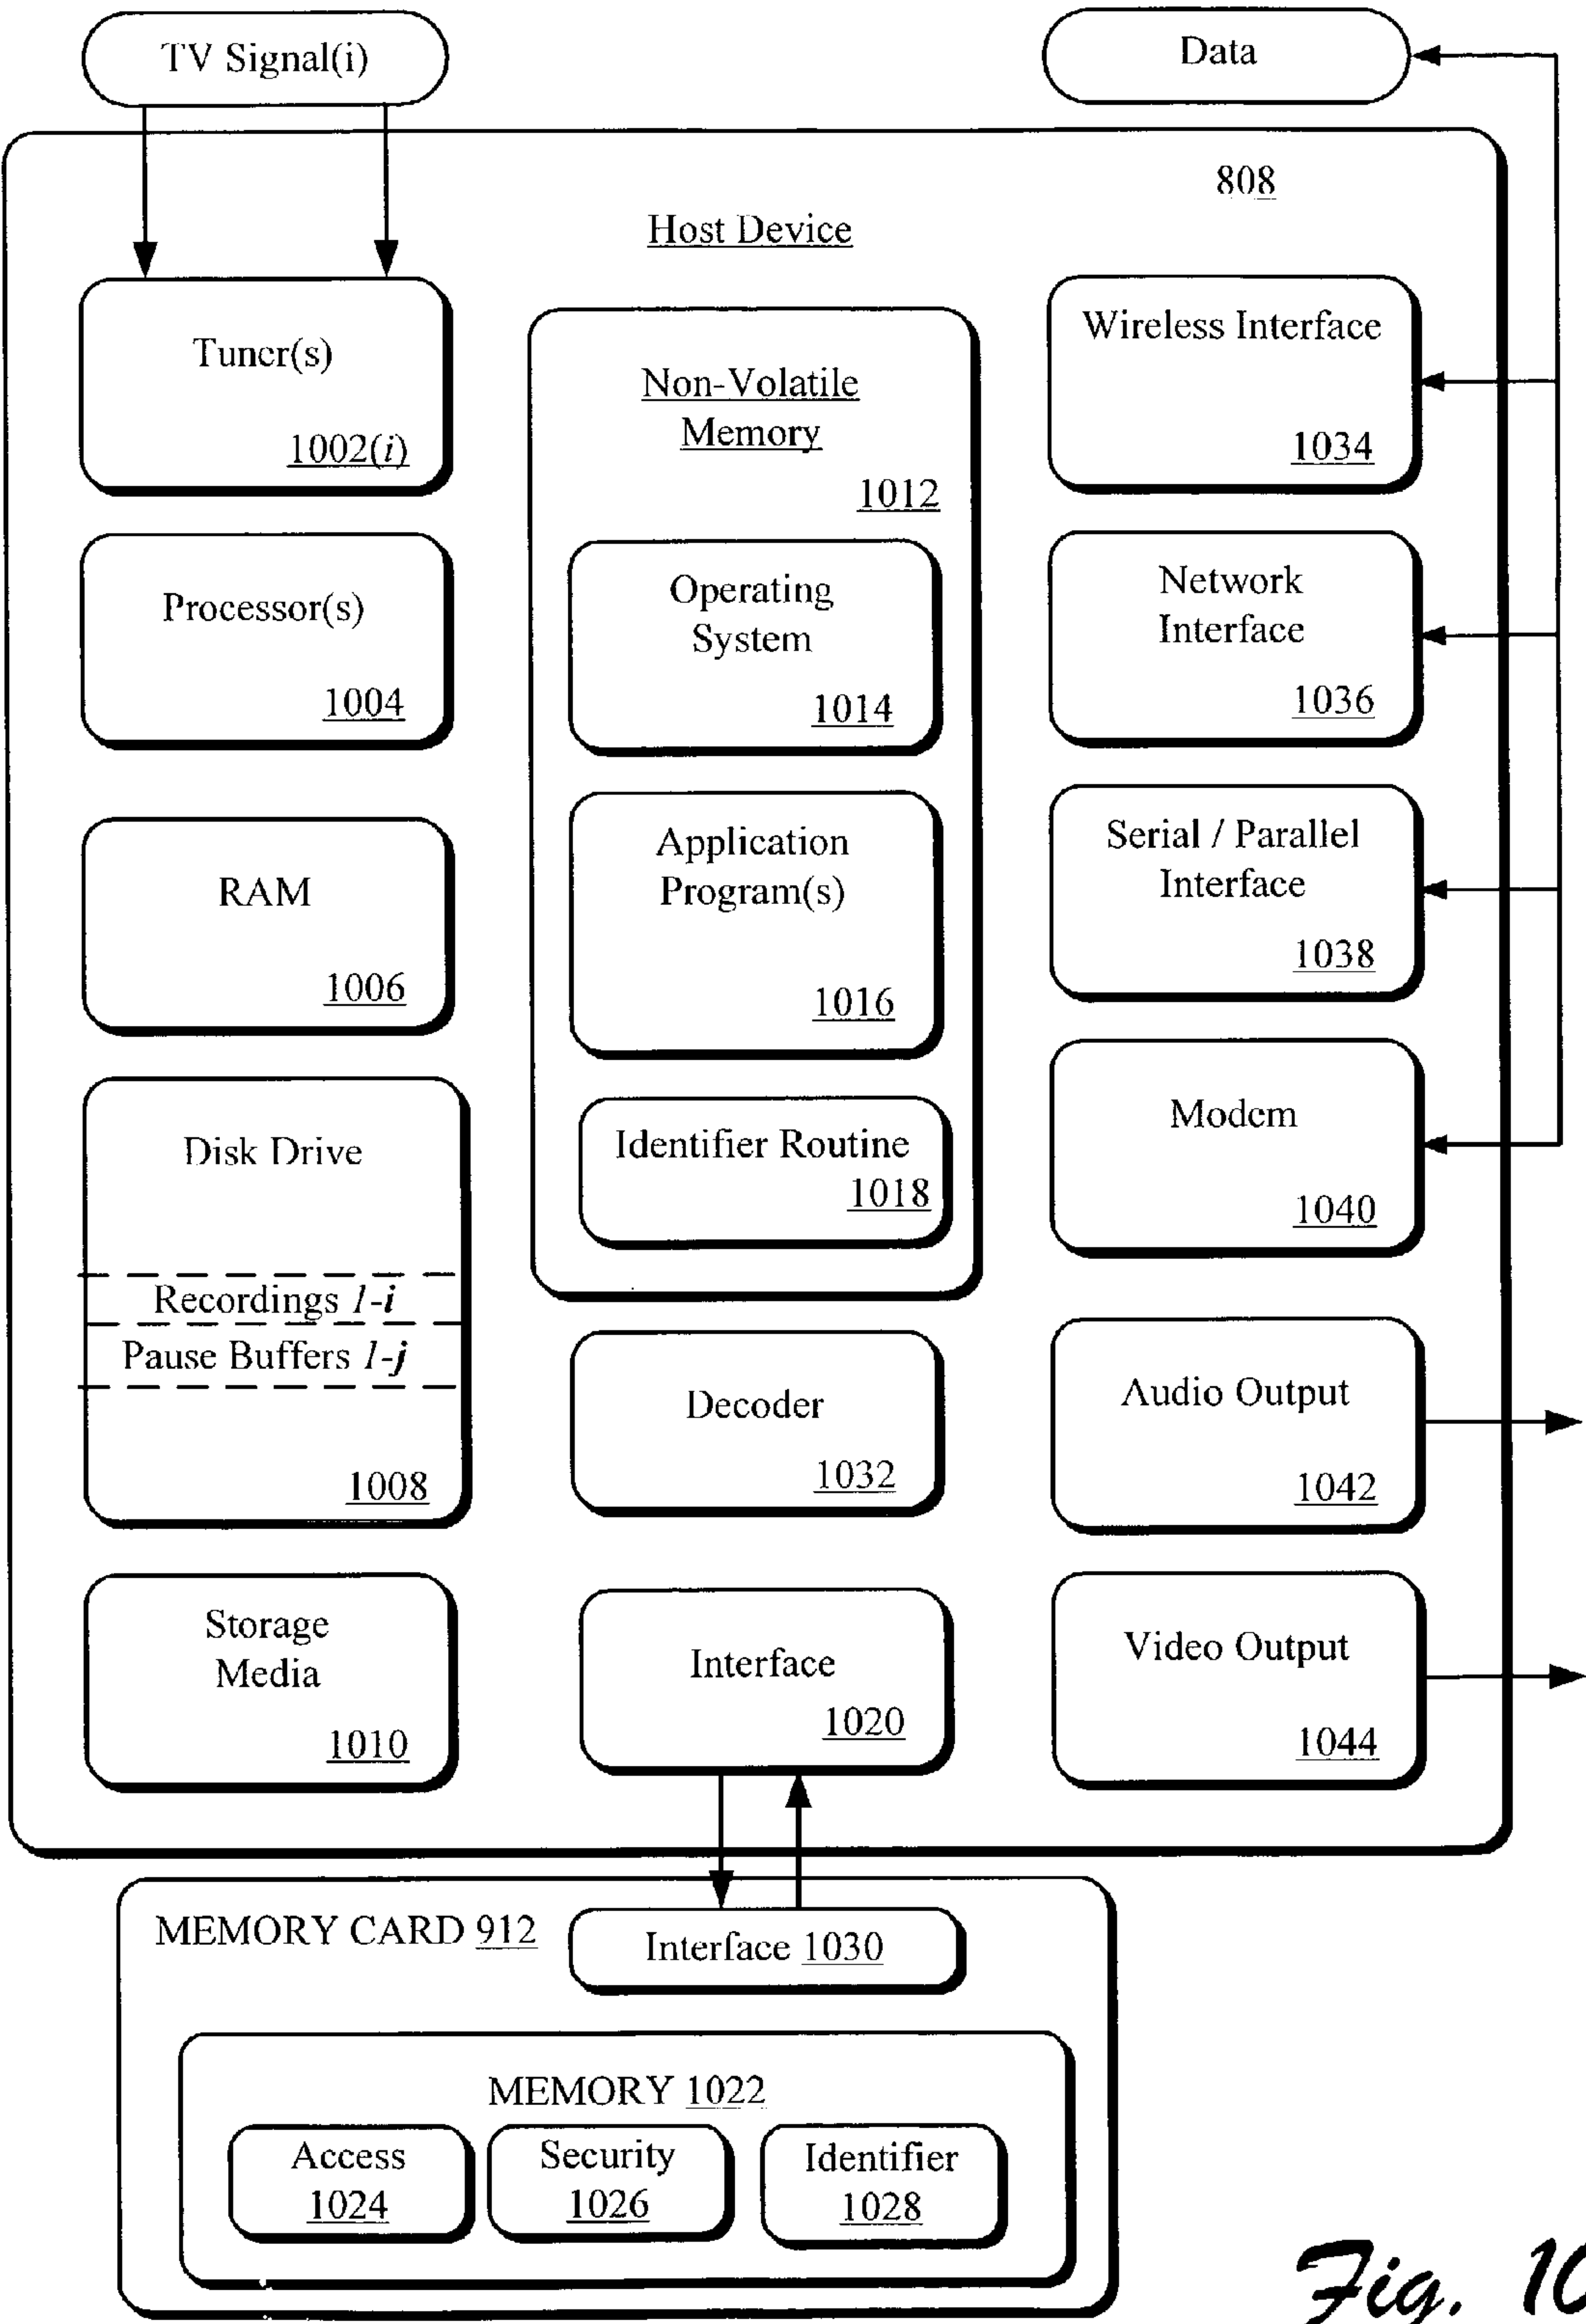 TV Signal(i)
Data
808
Host Device
Tuner(s)
1002(i)
Processor(s)
1004
RAM
1006
Disk Drive
Recordings 1-i
Pause Buffers 1-j
1008
Storage
Media
1010
Non-Volatile
Memory
1012
Operating
System
1014
Application
Program(s)
1016
Identifier Routine
1018
Decoder
1032
Interface
1020
Wireless Interface
1034
Network
Interface
1036
Serial / Parallel
Interface
1038
Modem
1040
Audio Output
1042
Video Output
1044
MEMORY CARD 912
Interface 1030
MEMORY 1022
Access
1024
Security
1026
Identifier
1028
Fig. 10